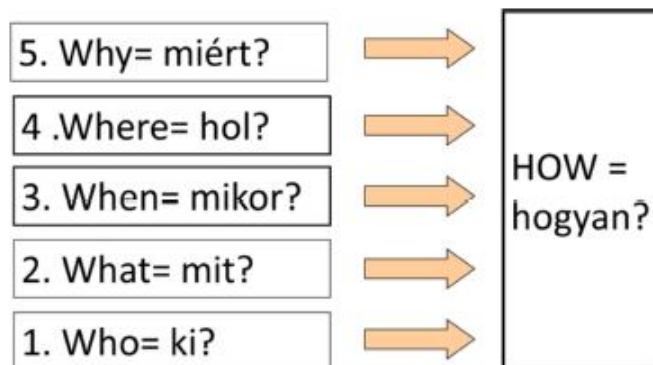 5. Why= miért?
4 .Where= hol?
3. When= mikor?
2. What= mit?
1. Who= ki?
HOW =
hogyan?